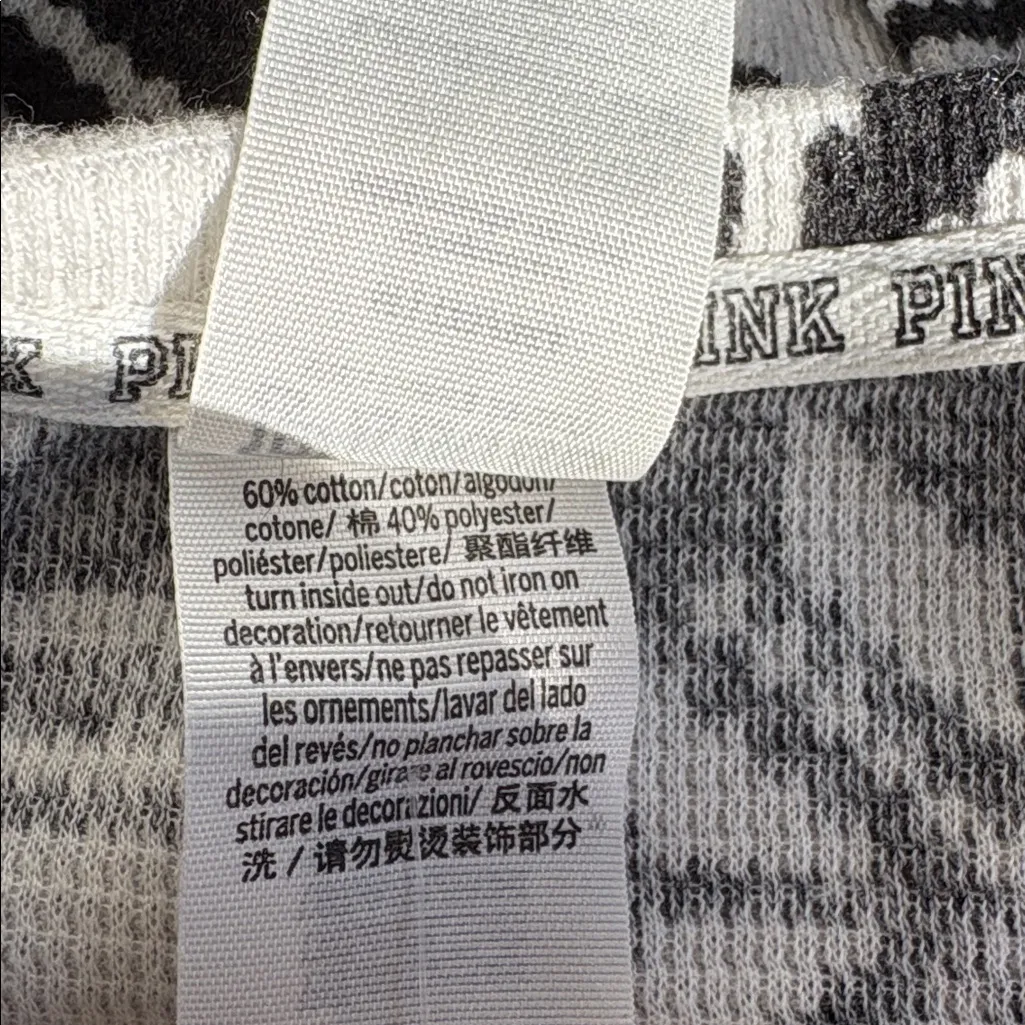 K PI INK PIN
60% cotton/coton/algodón/
cotone/ 棉 40% polyester/
poliéster/poliestere/ 聚酯纤维
turn inside out/do not iron on
decoration/retourner le vêtement
à l'envers/ne pas repasser sur
les ornements/lavar del lado
del revés/no planchar sobre la
decoración/girare al rovescio/non
stirare le decorazioni/ 反面水
洗 / 请勿熨烫装饰部分